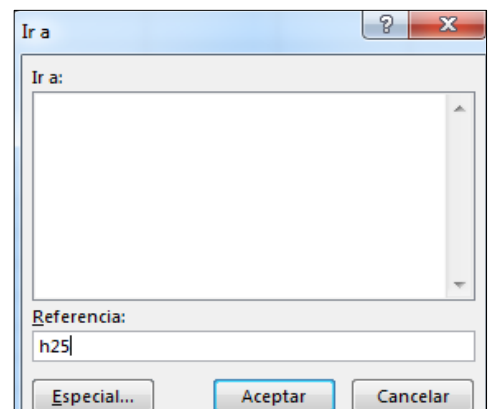 Ir a
Ir a:
Referencia:
h25
Especial...
Aceptar
Cancelar